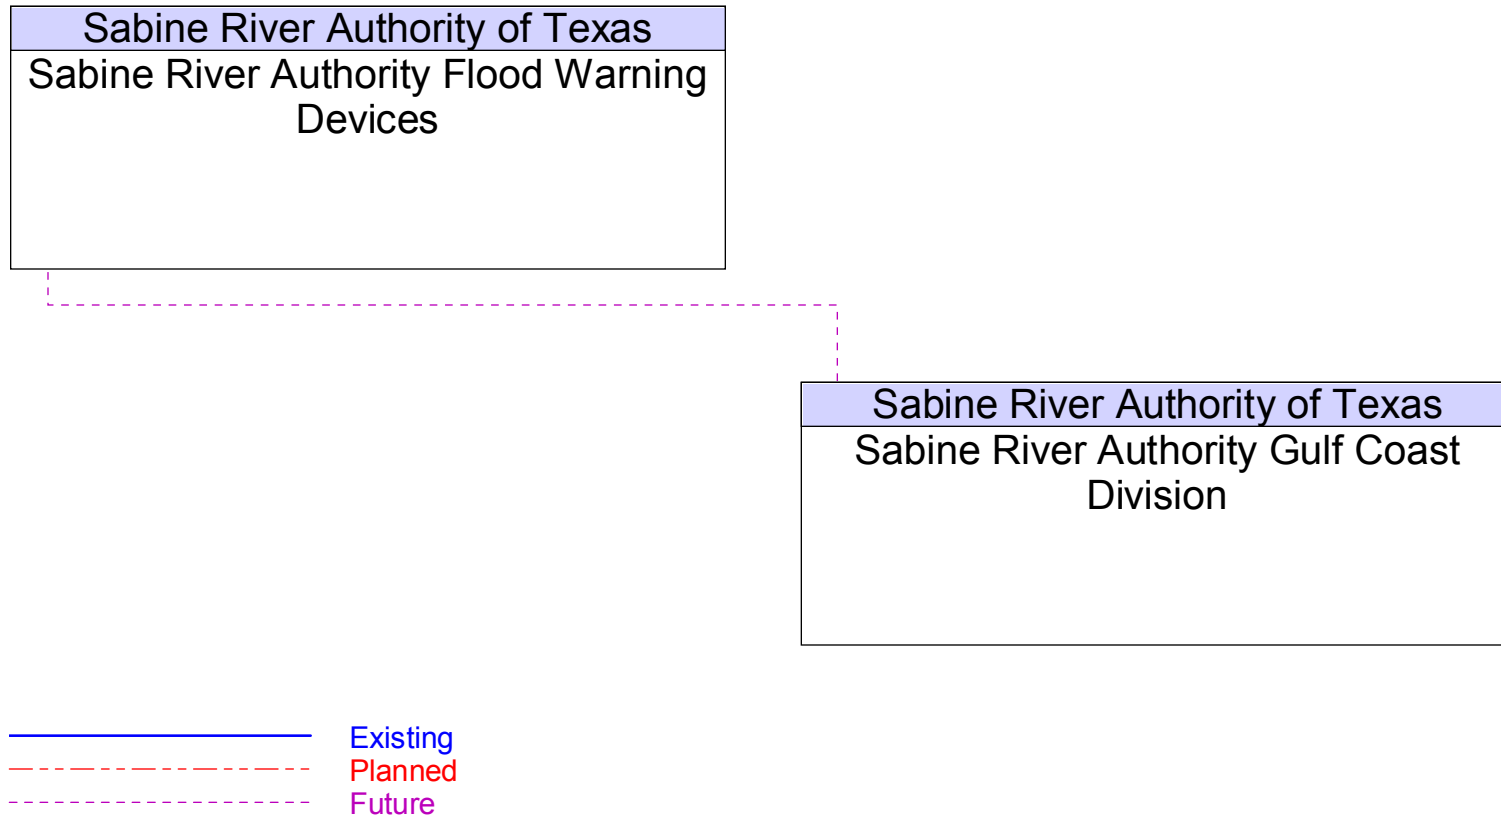 Sabine River Authority of Texas
Sabine River Authority Flood Warning
Devices
Sabine River Authority of Texas
Sabine River Authority Gulf Coast
Division
Existing
Planned
Future